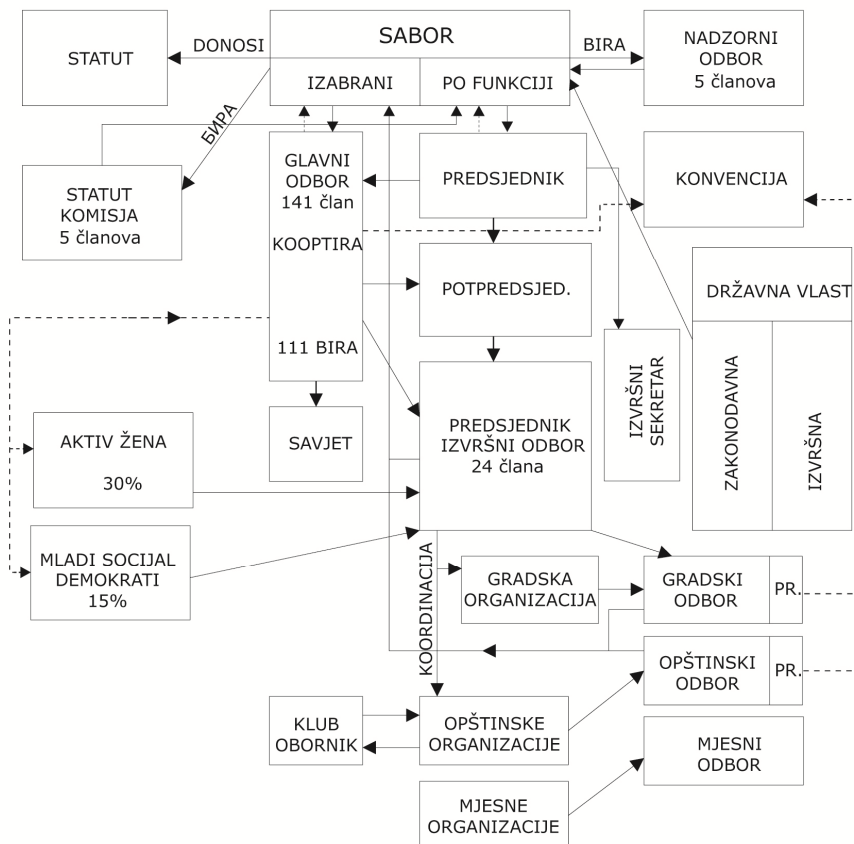 SABOR
STATUT
DONOSI
BIRA
NADZORNI
ODBOR
5 članova
IZABRANI
PO FUNKCIJI
БИРА
STATUT
KOMISJA
5 članova
GLAVNI
ODBOR
141 član
KOOPTIRA
111 BIRA
PREDSJEDNIK
KONVENCIJA
POTPREDSJED.
DRŽAVNA VLAST
ZAKONODAVNA
IZVRŠNA
IZVRŠNI
SEKRETAR
SAVJET
PREDSJEDNIK
IZVRŠNI ODBOR
24 člana
AKTIV ŽENA
30%
MLADI SOCIJAL
DEMOKRATI
15%
KOORDINACIJA
GRADSKA
ORGANIZACIJA
GRADSKI
ODBOR
PR.
OPŠTINSKI
ODBOR
PR.
KLUB
OBORNIK
OPŠTINSKE
ORGANIZACIJE
MJESNI
ODBOR
MJESNE
ORGANIZACIJE